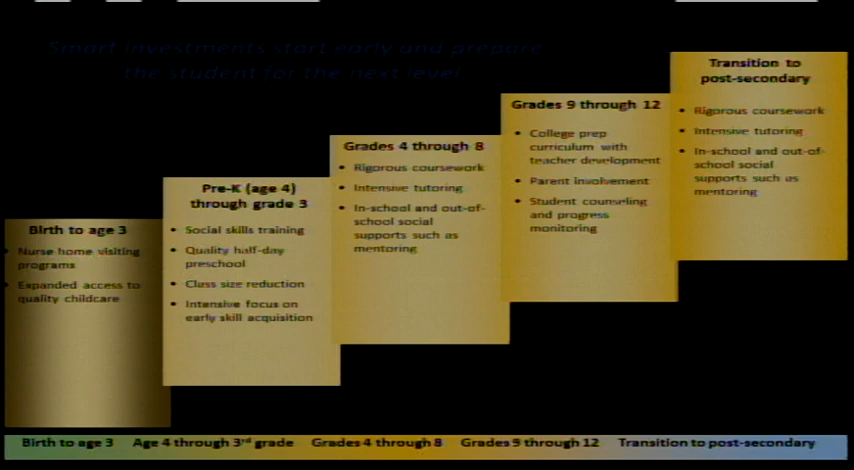 Smart investments start early and prepare
the student for the next level
Birth to age 3
• Nurse home visiting
programs
• Expanded access to
quality childcare
Pre-K (age 4)
through grade 3
• Social skills training
• Quality half-day
preschool
• Class size reduction
• Intensive focus on
early skill acquisition
Grades 4 through 8
• Rigorous coursework
• Intensive tutoring
• In-school and out-of-
school social
supports such as
mentoring
Grades 9 through 12
• College prep
curriculum with
teacher development
• Parent involvement
• Student counseling
and progress
monitoring
Transition to
post-secondary
• Rigorous coursework
• Intensive tutoring
• In-school and out-of-
school social
supports such as
mentoring
Birth to age 3 Age 4 through 3rd grade Grades 4 through 8 Grades 9 through 12 Transition to post-secondary